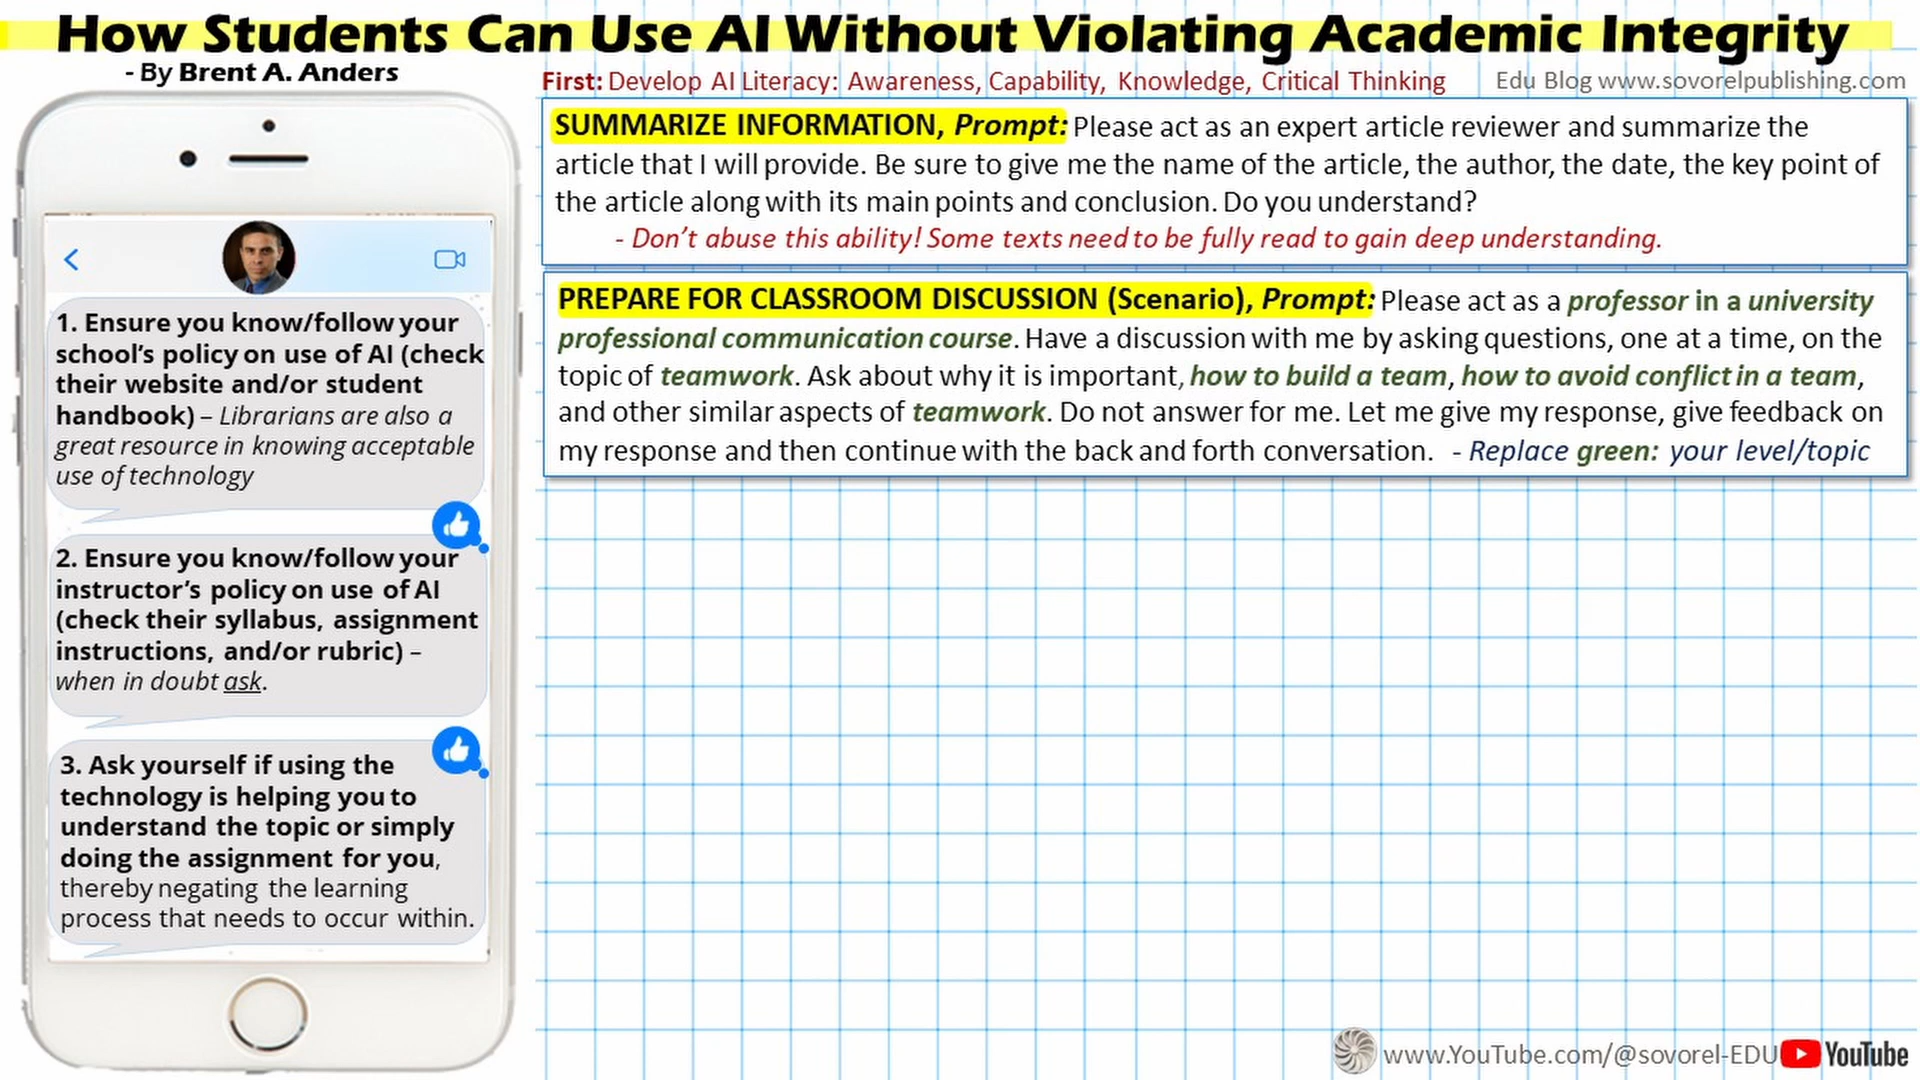 How Students Can Use AI Without Violating Academic Integrity
- By Brent A. Anders
First: Develop AI Literacy: Awareness, Capability, Knowledge, Critical Thinking
Edu Blog www.sovorelpublishing.com
1. Ensure you know/follow your
school's policy on use of AI (check
their website and/or student
handbook) – Librarians are also a
great resource in knowing acceptable
use of technology
2. Ensure you know/follow your
instructor's policy on use of AI
(check their syllabus, assignment
instructions, and/or rubric) –
when in doubt ask.
3. Ask yourself if using the
technology is helping you to
understand the topic or simply
doing the assignment for you,
thereby negating the learning
process that needs to occur within.
SUMMARIZE INFORMATION, Prompt: Please act as an expert article reviewer and summarize the
article that I will provide. Be sure to give me the name of the article, the author, the date, the key point of
the article along with its main points and conclusion. Do you understand?
- Don't abuse this ability! Some texts need to be fully read to gain deep understanding.
PREPARE FOR CLASSROOM DISCUSSION (Scenario), Prompt: Please act as a professor in a university
professional communication course. Have a discussion with me by asking questions, one at a time, on the
topic of teamwork. Ask about why it is important, how to build a team, how to avoid conflict in a team,
and other similar aspects of teamwork. Do not answer for me. Let me give my response, give feedback on
my response and then continue with the back and forth conversation. - Replace green: your level/topic
www.YouTube.com/@sovorel-EDU YouTube